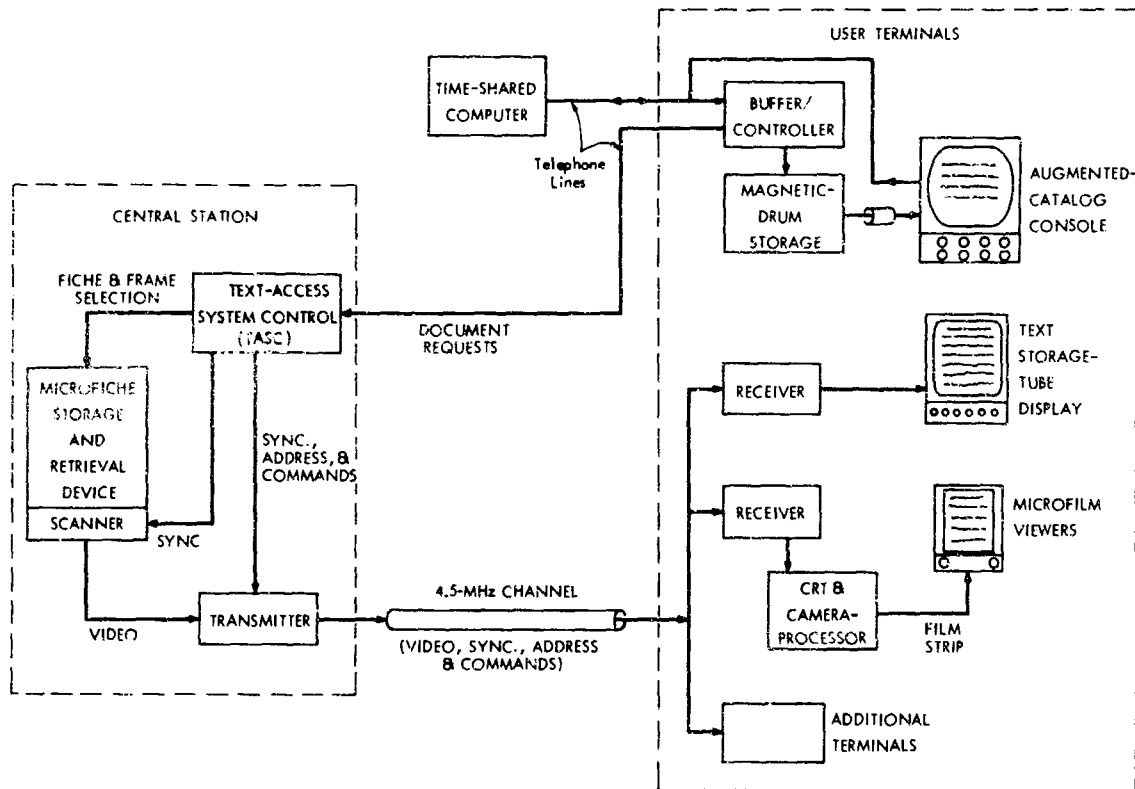 USER TERMINALS
TIME-SHARED
COMPUTER
BUFFER/
CONTROLLER
Telephone
Lines
MAGNETIC-
DRUM
STORAGE
AUGMENTED-
CATALOG
CONSOLE
CENTRAL STATION
FICHE & FRAME
SELECTION
TEXT-ACCESS
SYSTEM CONTROL
(TASC)
DOCUMENT
REQUESTS
MICROFICHE
STORAGE
AND
RETRIEVAL
DEVICE
SCANNER
SYNC
SYNC.,
ADDRESS, &
COMMANDS
RECEIVER
TEXT
STORAGE-
TUBE
DISPLAY
RECEIVER
MICROFILM
VIEWERS
CRT &
CAMERA-
PROCESSOR
FILM
STRIP
VIDEO
TRANSMITTER
4.5-MHz CHANNEL
(VIDEO, SYNC., ADDRESS
& COMMANDS)
ADDITIONAL
TERMINALS